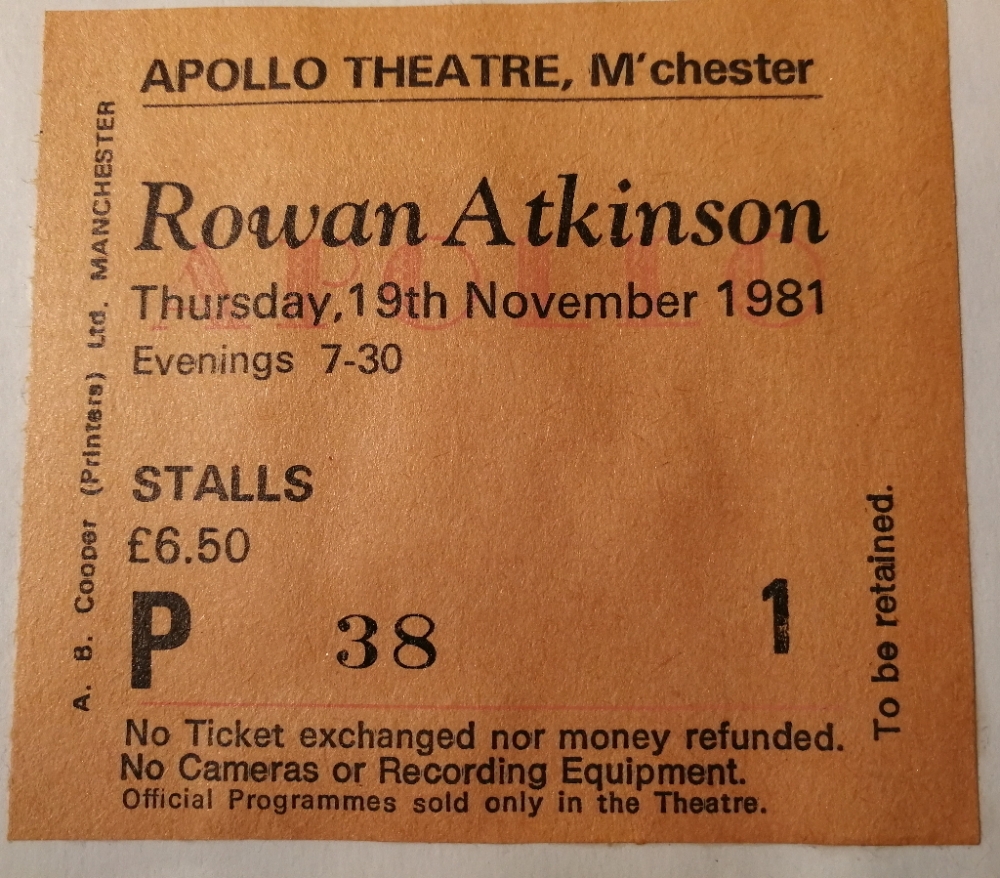 APOLLO THEATRE, M'chester
Rowan Atkinson
APOLLO
Thursday,19th November 1981
Evenings 7-30
STALLS
£6.50
P 38 1
No Ticket exchanged nor money refunded.
No Cameras or Recording Equipment.
Official Programmes sold only in the Theatre.
A. B. Cooper (Printers) Ltd. MANCHESTER
To be retained.